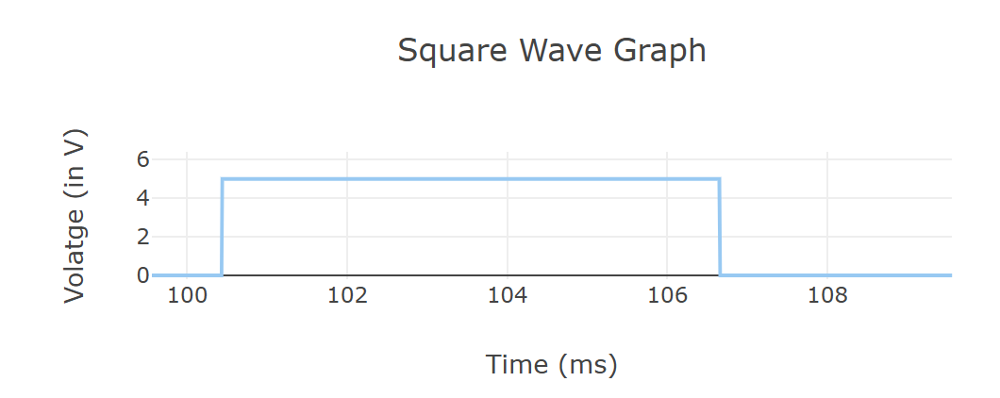 Square Wave Graph
Volatge (in V)
6
4
2
0
100 102 104 106 108
Time (ms)